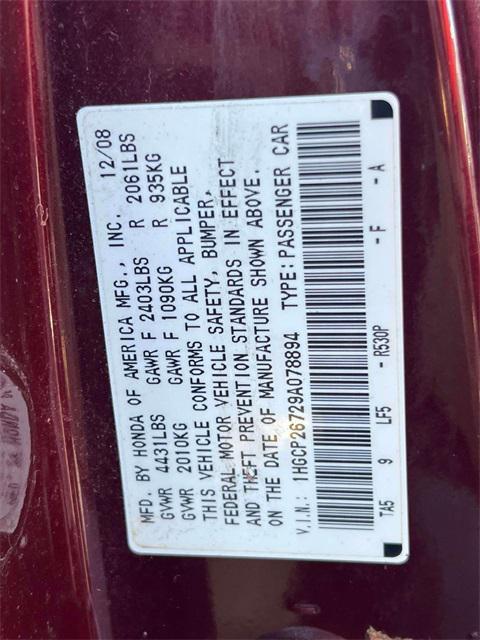 MFD. BY HONDA OF AMERICA MFG., INC. 12/08
GVWR 4431LBS GAWR F 2403LBS R 2061LBS
GVWR 2010KG GAWR F 1090KG R 935KG
THIS VEHICLE CONFORMS TO ALL APPLICABLE
FEDERAL MOTOR VEHICLE SAFETY, BUMPER,
AND THEFT PREVENTION STANDARDS IN EFFECT
ON THE DATE OF MANUFACTURE SHOWN ABOVE.
V.I.N.: 1HGCP26729A078894 TYPE:PASSENGER CAR
TA5 9 LF5 -R530P -F -A